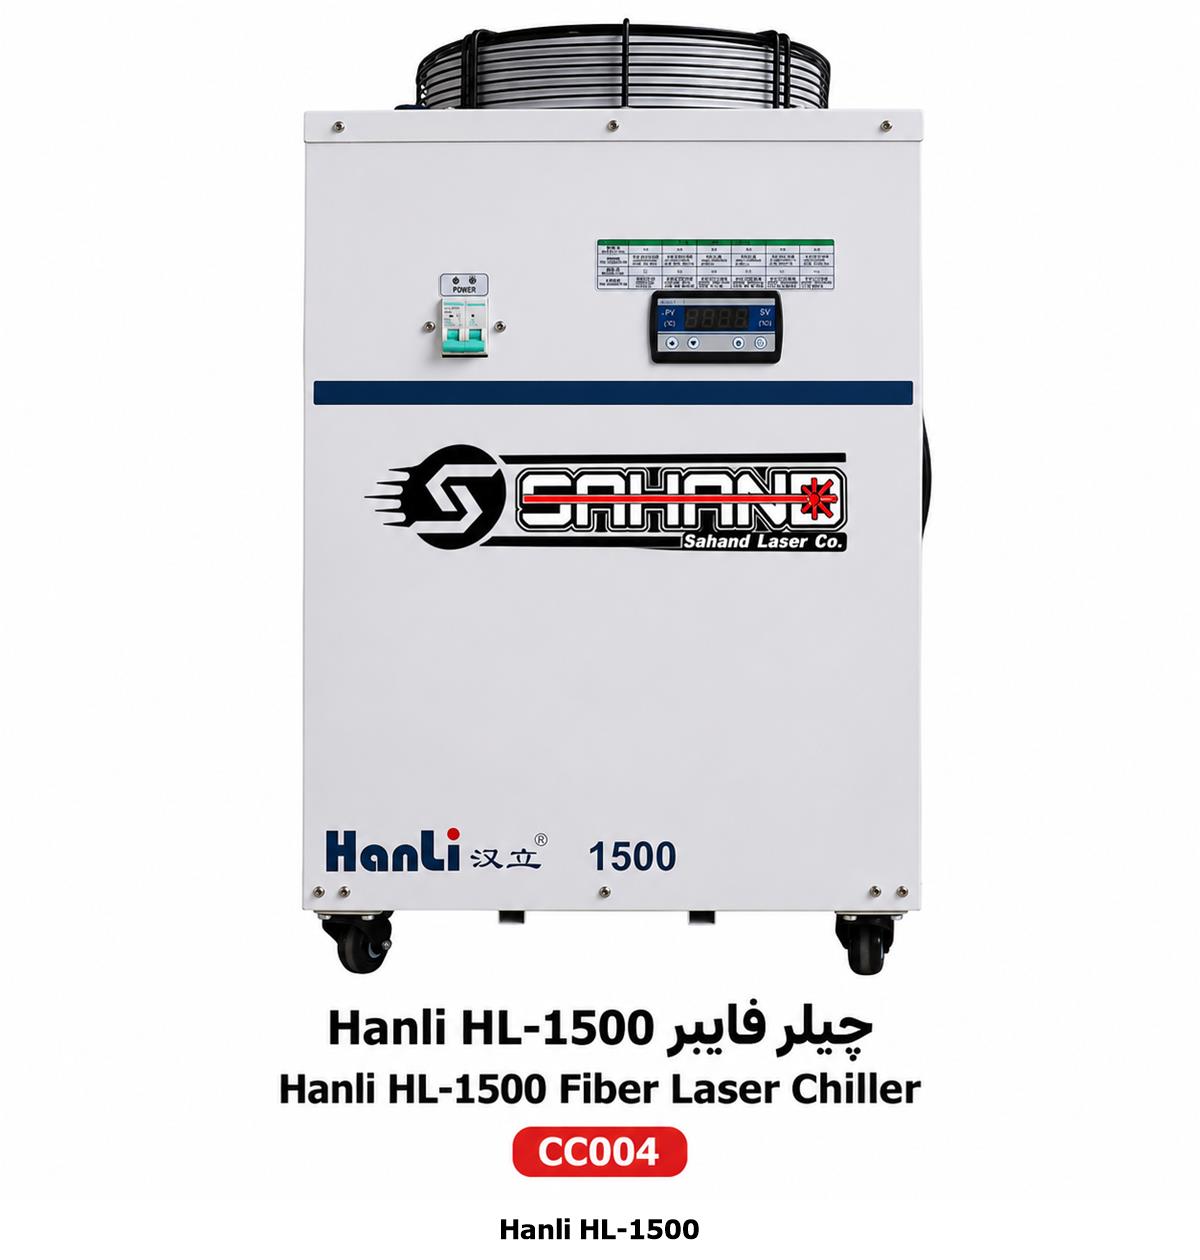 POWER
PV
SV
(℃)
(℃)
SAHAND
Sahand Laser Co.
HanLi 汉立 ® 1500
چیلر فایبر Hanli HL-1500
Hanli HL-1500 Fiber Laser Chiller
CC004
Hanli HL-1500